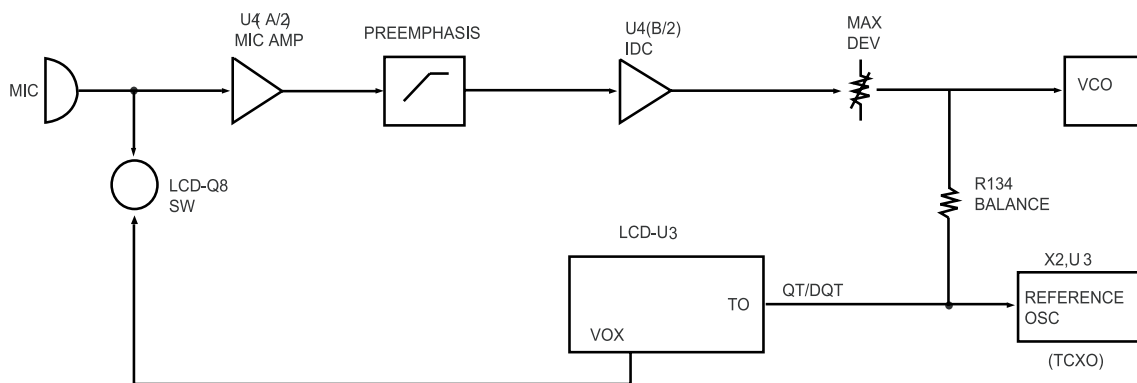 U4( A/2)
MIC AMP
PREEMPHASIS
U4(B/2)
IDC
MAX
DEV
MIC
VCO
LCD-Q8
SW
R134
BALANCE
LCD-U3
X2,U 3
QT/DQT
TO
REFERENCE
OSC
VOX
(TCXO)